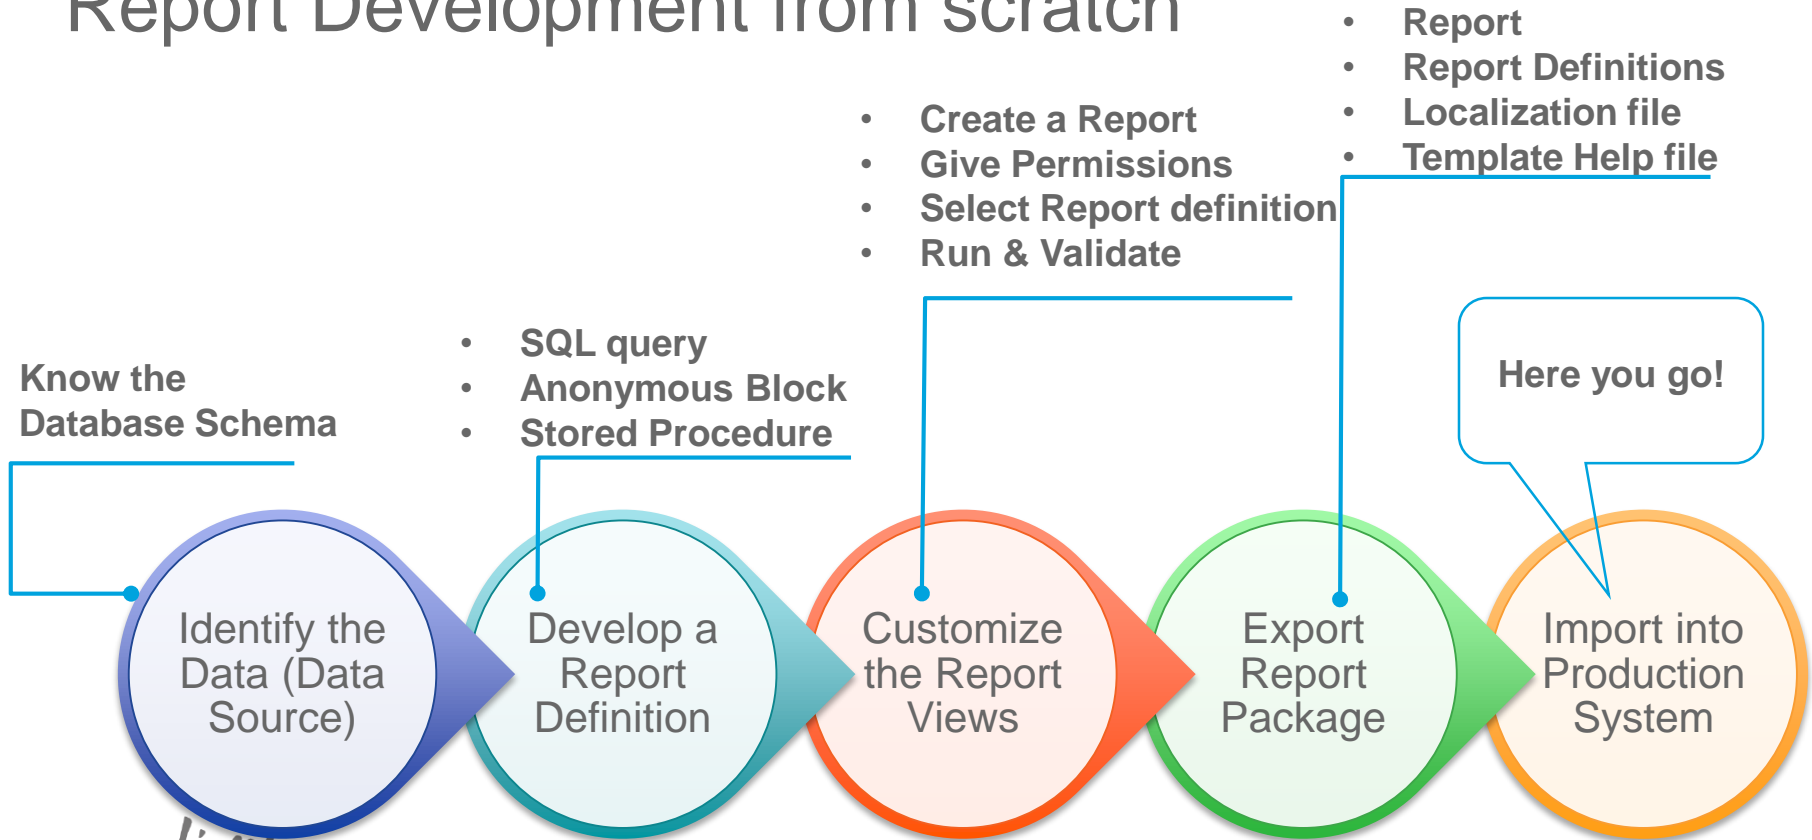 Report Development from scratch
• Report
• Report Definitions
• Localization file
• Template Help file
• Create a Report
• Give Permissions
• Select Report definition
• Run & Validate
• SQL query
• Anonymous Block
• Stored Procedure
Know the
Database Schema
Here you go!
Identify the
Data (Data
Source)
Develop a
Report
Definition
Customize
the Report
Views
Export
Report
Package
Import into
Production
System